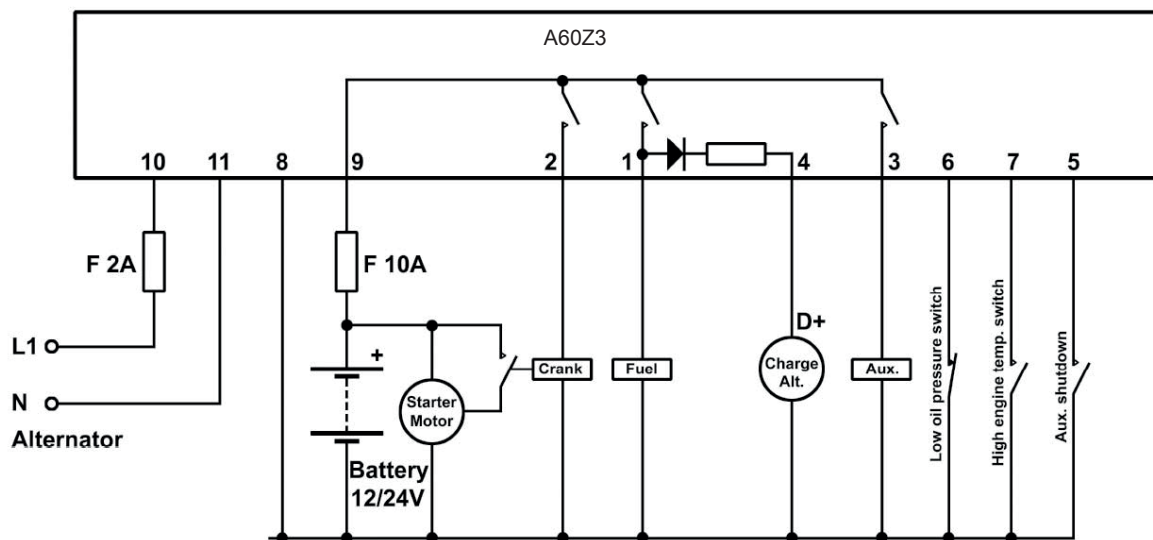 A60Z3
10 11 8 9 2 1 4 3 6 7 5
F 2A
F 10A
L1
N
Alternator
+
Starter
Motor
Battery
12/24V
Crank
Fuel
D+
Charge
Alt.
Aux.
Low oil pressure switch
High engine temp. switch
Aux. shutdown